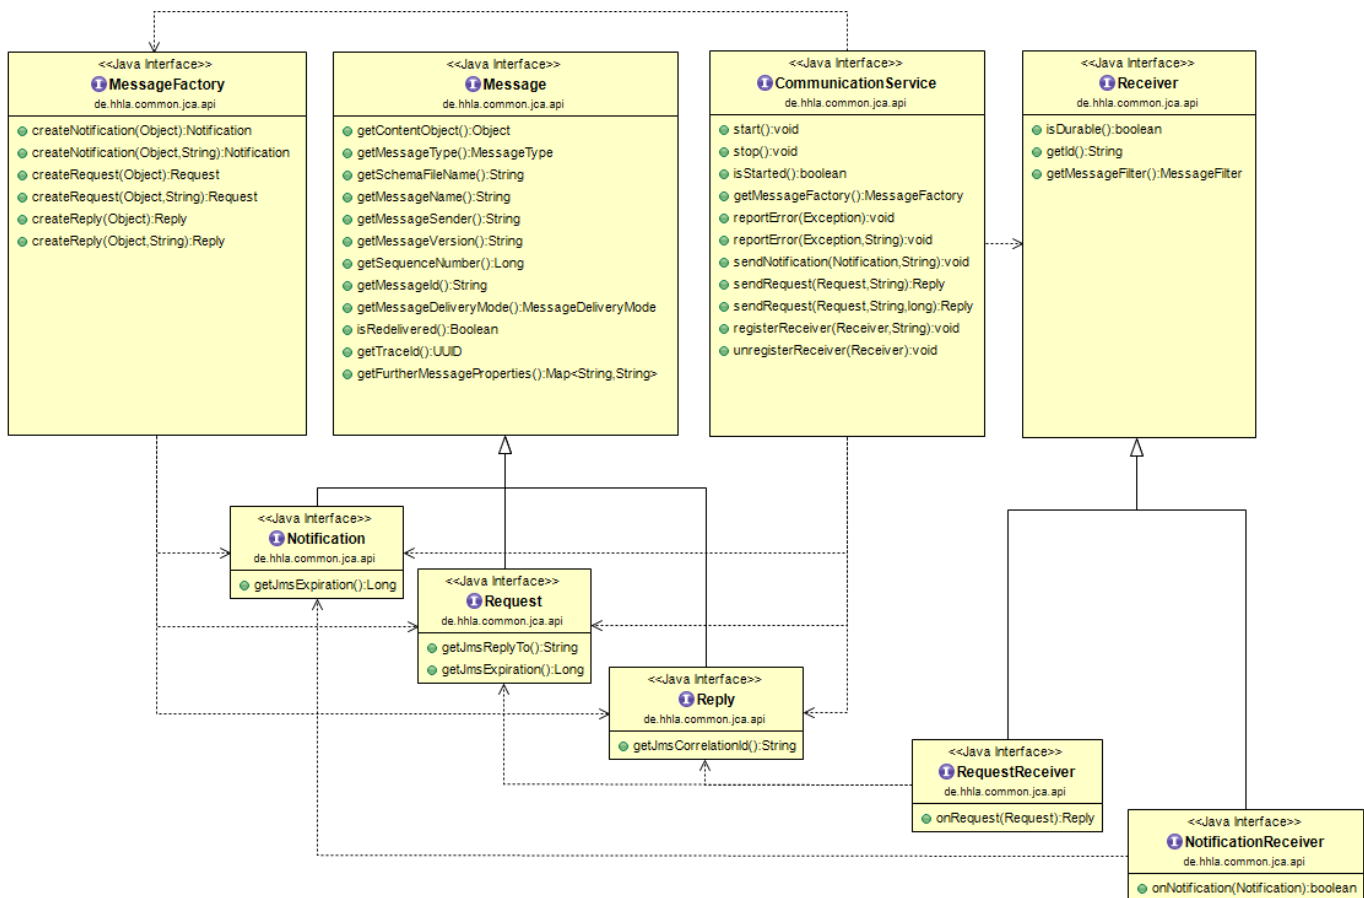 <<Java Interface>>
MessageFactory
de.hhla.common.jca.api
createNotification(Object):Notification
createNotification(Object,String):Notification
createRequest(Object):Request
createRequest(Object,String):Request
createReply(Object):Reply
createReply(Object,String):Reply
<<Java Interface>>
Message
de.hhla.common.jca.api
getContentObject():Object
getMessageType():MessageType
getSchemaFileName():String
getMessageName():String
getMessageSender():String
getMessageVersion():String
getSequenceNumber():Long
getMessageId():String
getMessageDeliveryMode():MessageDeliveryMode
isRedelivered():Boolean
getTraceId():UUID
getFurtherMessageProperties():Map<String,String>
<<Java Interface>>
CommunicationService
de.hhla.common.jca.api
start():void
stop():void
isStarted():boolean
getMessageFactory():MessageFactory
reportError(Exception):void
reportError(Exception,String):void
sendNotification(Notification,String):void
sendRequest(Request,String):Reply
sendRequest(Request,String,long):Reply
registerReceiver(Receiver,String):void
unregisterReceiver(Receiver):void
<<Java Interface>>
Receiver
de.hhla.common.jca.api
isDurable():boolean
getId():String
getMessageFilter():MessageFilter
<<Java Interface>>
Notification
de.hhla.common.jca.api
getJmsExpiration():Long
<<Java Interface>>
Request
de.hhla.common.jca.api
getJmsReplyTo():String
getJmsExpiration():Long
<<Java Interface>>
Reply
de.hhla.common.jca.api
getJmsCorrelationId():String
<<Java Interface>>
RequestReceiver
de.hhla.common.jca.api
onRequest(Request):Reply
<<Java Interface>>
NotificationReceiver
de.hhla.common.jca.api
onNotification(Notification):boolean